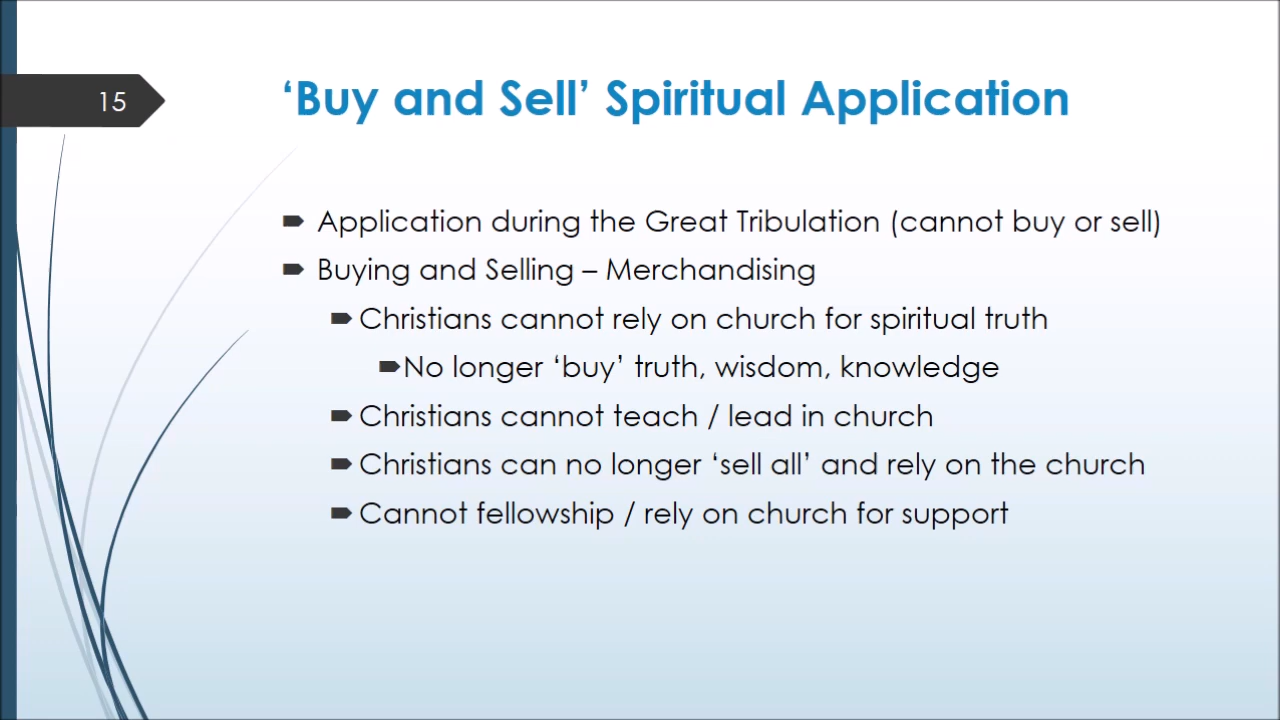 15
‘Buy and Sell’ Spiritual Application
Application during the Great Tribulation (cannot buy or sell)
Buying and Selling – Merchandising
Christians cannot rely on church for spiritual truth
No longer ‘buy’ truth, wisdom, knowledge
Christians cannot teach / lead in church
Christians can no longer ‘sell all’ and rely on the church
Cannot fellowship / rely on church for support